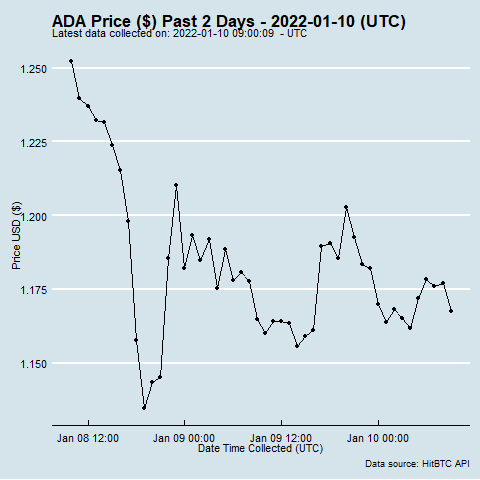 ADA Price ($) Past 2 Days - 2022-01-10 (UTC)
Latest data collected on: 2022-01-10 09:00:09 - UTC
1.250
1.225
1.200
1.175
1.150
Price USD ($)
Jan 08 12:00 Jan 09 00:00 Jan 09 12:00 Jan 10 00:00
Date Time Collected (UTC)
Data source: HitBTC API